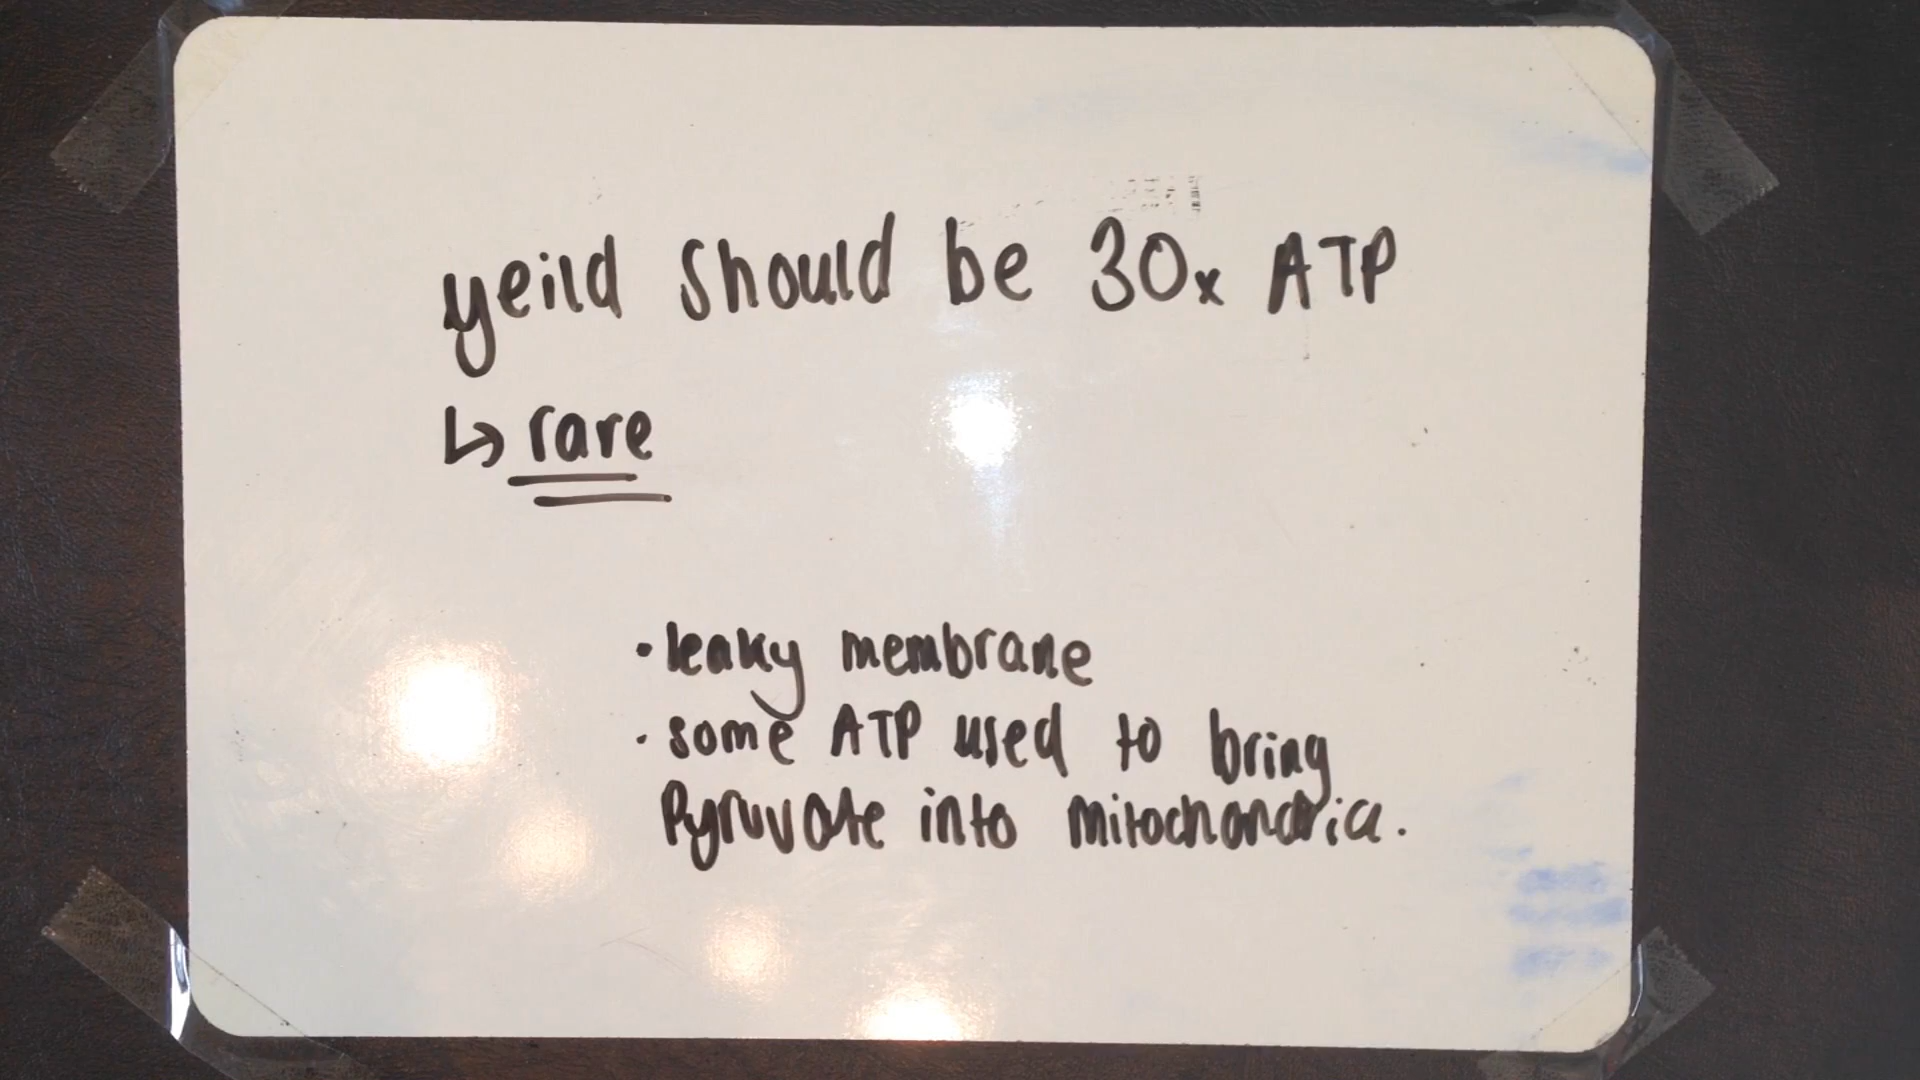 yeild should be 30x ATP
↳ rare
• leaky membrane
• some ATP used to bring
Pyruvate into mitochondria.